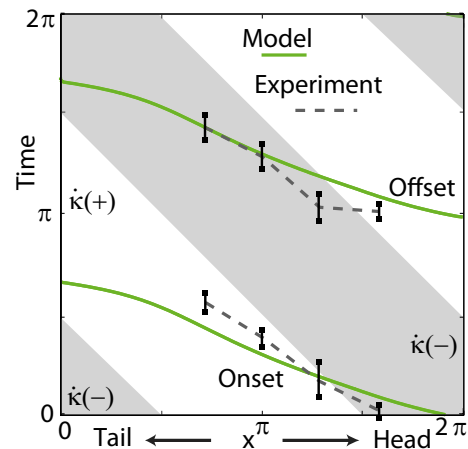 2π
Model
Experiment
Time
κ̇(+)
π
Offset
κ̇(−)
Onset
κ̇(−)
0
0
π
2π
Tail
x
Head